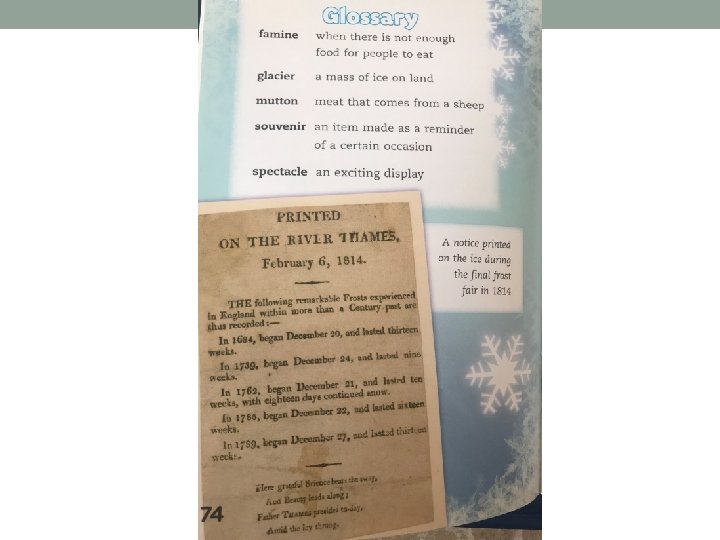 Glossary
famine when there is not enough
food for people to eat
glacier a mass of ice on land
mutton meat that comes from a sheep
souvenir an item made as a reminder
of a certain occasion
spectacle an exciting display
PRINTED
ON THE RIVER THAMES,
February 6, 1814.
THE following remarkable Frosts experienced
in England within more than a Century past are
thus recorded:—
In 1684, began December 20, and lasted thirteen
weeks.
In 1739, began December 24, and lasted nine
weeks.
In 1762, began December 21, and lasted ten
weeks, with eighteen days continued snow.
In 1785, began December 22, and lasted sixteen
weeks.
In 1789, began December 27, and lasted thirteen
weeks.
Here grateful Science bears the sway,
And Beauty leads along;
Father Thames presides to-day,
Amid the icy throng.
A notice printed
on the ice during
the final frost
fair in 1814
74